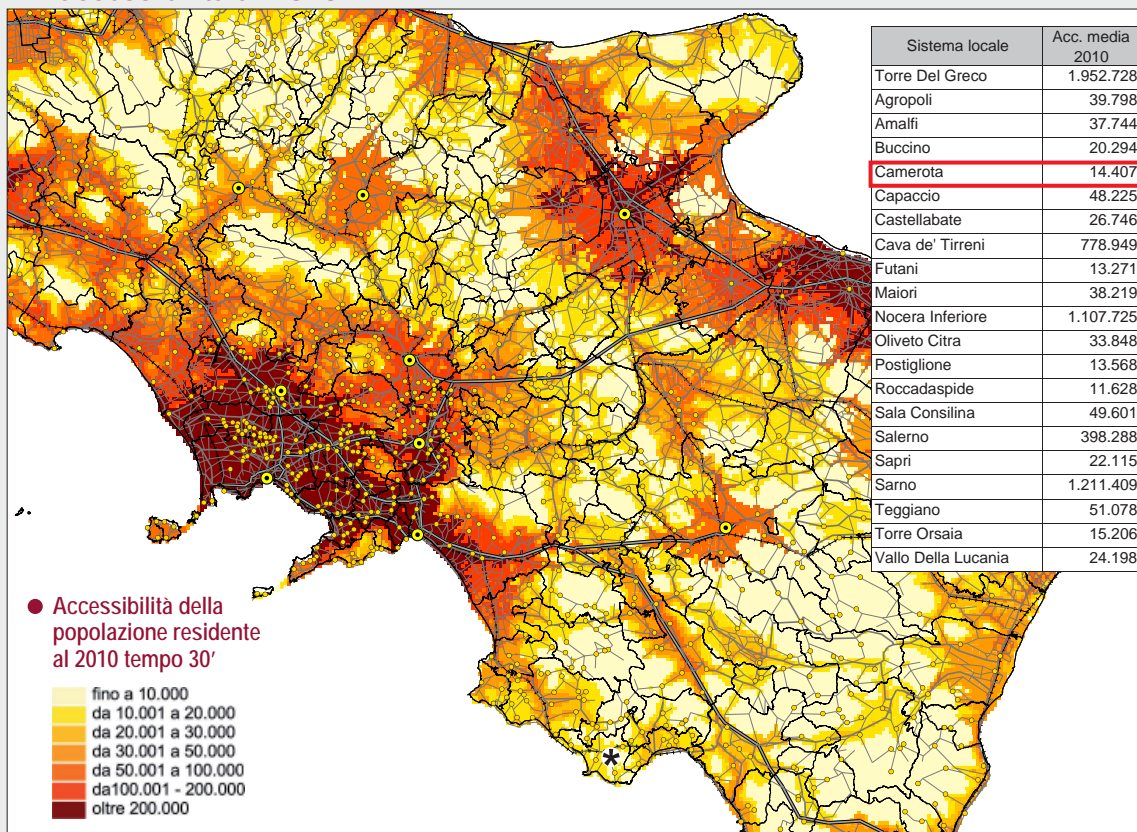 Sistema locale Acc. media 2010
Torre Del Greco 1.952.728
Agropoli 39.798
Amalfi 37.744
Buccino 20.294
Camerota 14.407
Capaccio 48.225
Castellabate 26.746
Cava de' Tirreni 778.949
Futani 13.271
Maiori 38.219
Nocera Inferiore 1.107.725
Oliveto Citra 33.848
Postiglione 13.568
Roccadaspide 11.628
Sala Consilina 49.601
Salerno 398.288
Sapri 22.115
Sarno 1.211.409
Teggiano 51.078
Torre Orsaia 15.206
Vallo Della Lucania 24.198
Accessibilità della
popolazione residente
al 2010 tempo 30'
fino a 10.000
da 10.001 a 20.000
da 20.001 a 30.000
da 30.001 a 50.000
da 50.001 a 100.000
da100.001 - 200.000
oltre 200.000
*